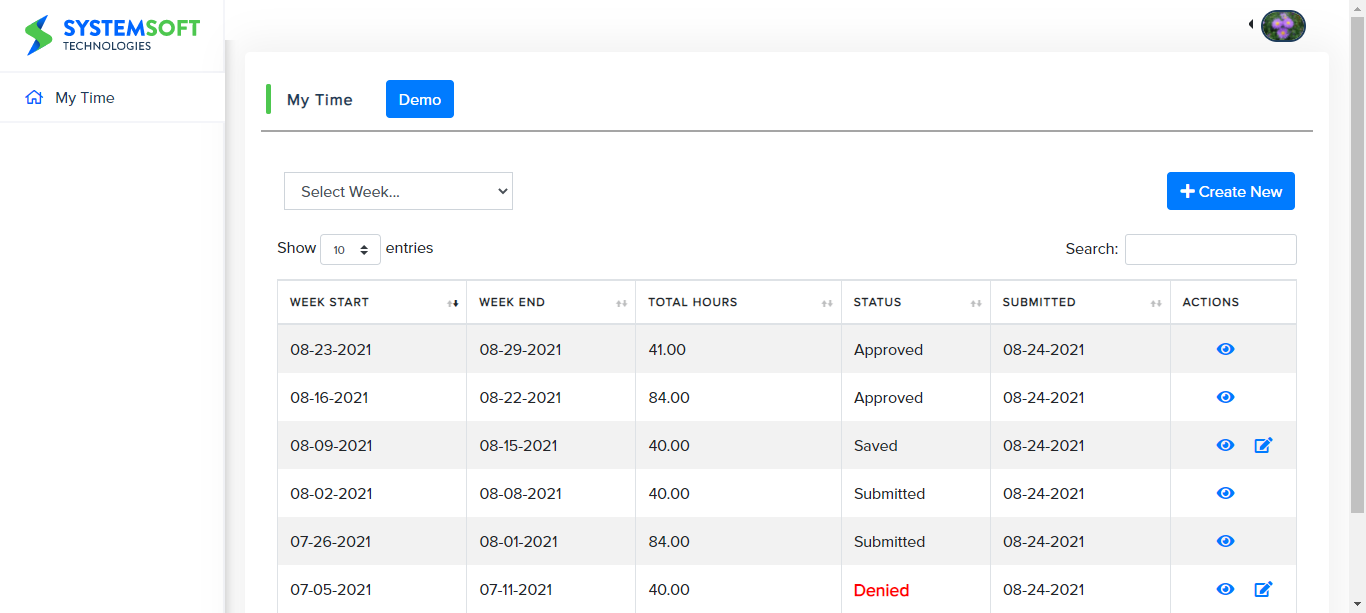 SYSTEMSOFT
TECHNOLOGIES
My Time
My Time Demo
Select Week...
Create New
Show 10 entries Search:
WEEK START WEEK END TOTAL HOURS STATUS SUBMITTED ACTIONS
08-23-2021 08-29-2021 41.00 Approved 08-24-2021
08-16-2021 08-22-2021 84.00 Approved 08-24-2021
08-09-2021 08-15-2021 40.00 Saved 08-24-2021
08-02-2021 08-08-2021 40.00 Submitted 08-24-2021
07-26-2021 08-01-2021 84.00 Submitted 08-24-2021
07-05-2021 07-11-2021 40.00 Denied 08-24-2021